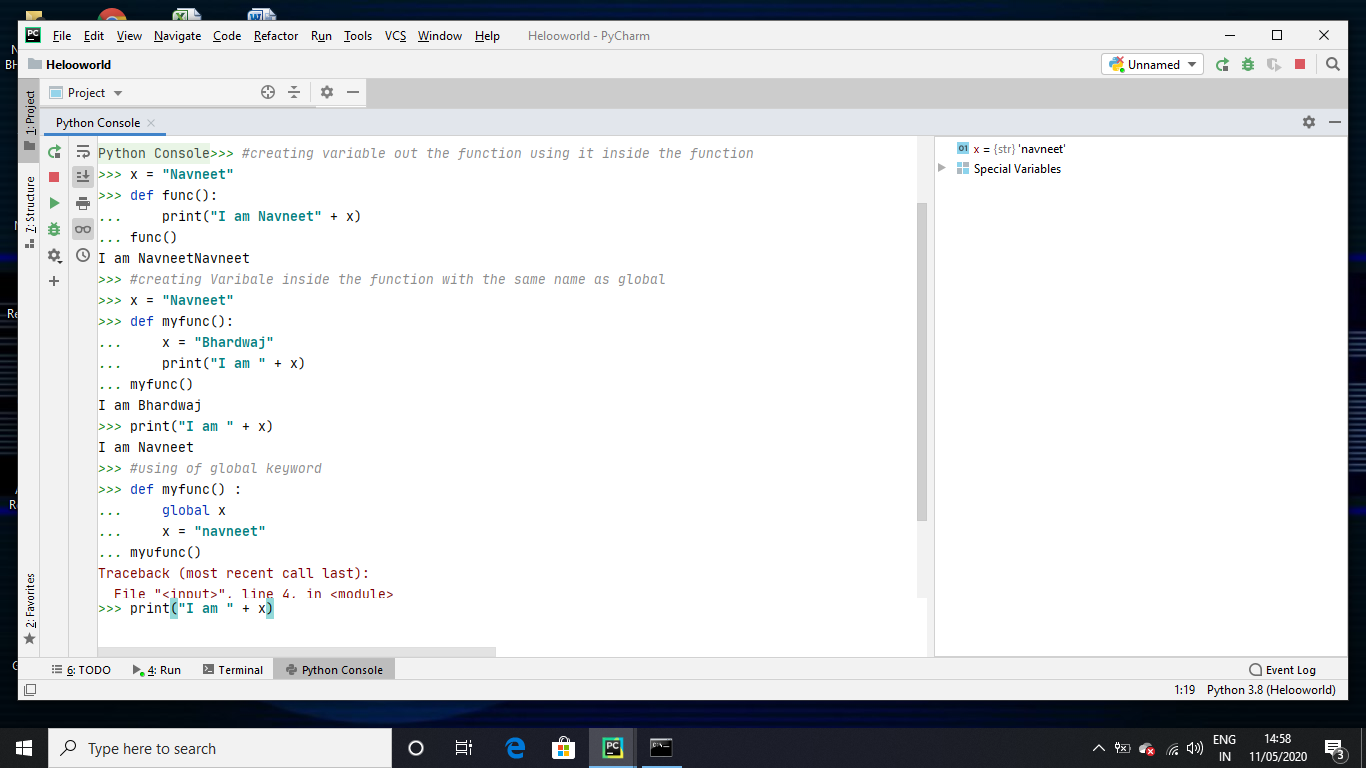 File Edit View Navigate Code Refactor Run Tools VCS Window Help Helooworld - PyCharm
Helooworld
Unnamed
Project
Python Console
1: Project
7: Structure
2: Favorites
Python Console>>> #creating variable out the function using it inside the function
>>> x = "Navneet"
>>> def func():
...     print("I am Navneet" + x)
... func()
I am NavneetNavneet
>>> #creating Varibale inside the function with the same name as global
>>> x = "Navneet"
>>> def myfunc():
...     x = "Bhardwaj"
...     print("I am " + x)
... myfunc()
I am Bhardwaj
>>> print("I am " + x)
I am Navneet
>>> #using of global keyword
>>> def myfunc() :
...     global x
...     x = "navneet"
... myufunc()
Traceback (most recent call last):
  File "<input>", line 4, in <module>
>>> print("I am " + x)
01 x = {str} 'navneet'
Special Variables
6: TODO 4: Run Terminal Python Console Event Log
1:19 Python 3.8 (Helooworld)
Type here to search
ENG
IN
14:58
11/05/2020
3